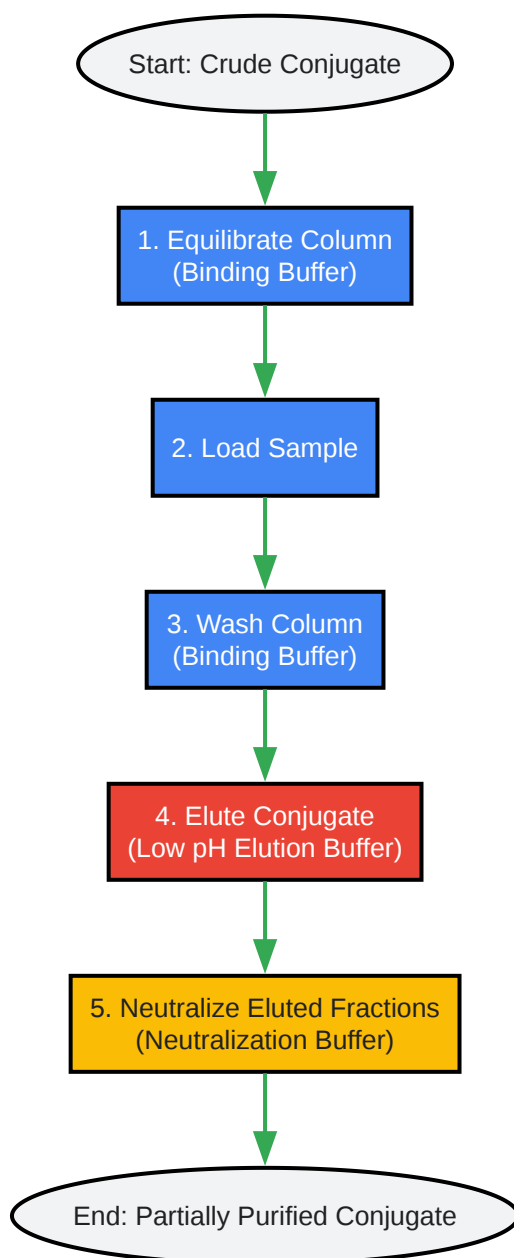 Start: Crude Conjugate
1. Equilibrate Column
(Binding Buffer)
2. Load Sample
3. Wash Column
(Binding Buffer)
4. Elute Conjugate
(Low pH Elution Buffer)
5. Neutralize Eluted Fractions
(Neutralization Buffer)
End: Partially Purified Conjugate